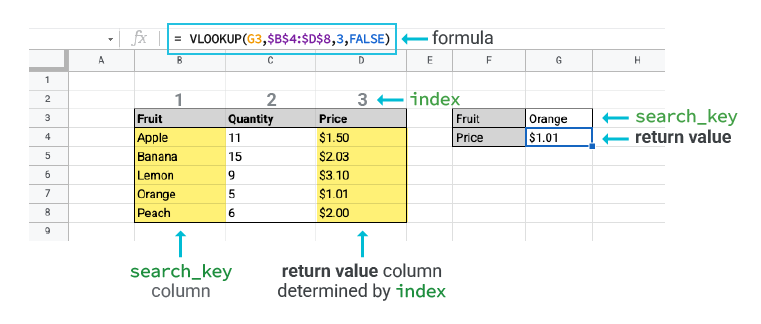 fx = VLOOKUP(G3,$B$4:$D$8,3,FALSE) formula
A B C D E F G H
1
2 1 2 3 index
3 Fruit Quantity Price Fruit Orange search_key
4 Apple 11 $1.50 Price $1.01 return value
5 Banana 15 $2.03
6 Lemon 9 $3.10
7 Orange 5 $1.01
8 Peach 6 $2.00
9
search_key return value column
column determined by index